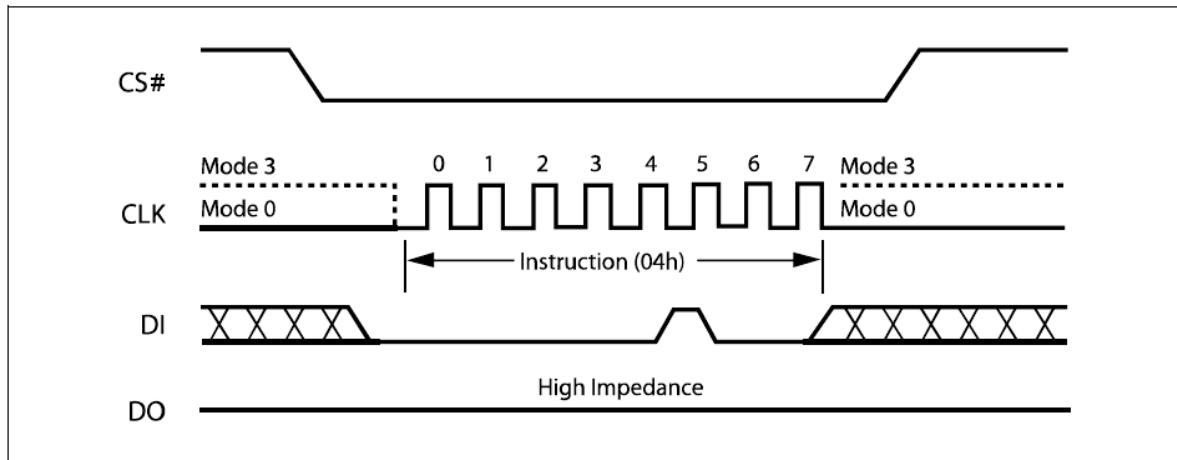 CS#
Mode 3
0 1 2 3 4 5 6 7
Mode 3
CLK
Mode 0
Mode 0
Instruction (04h)
DI
High Impedance
DO